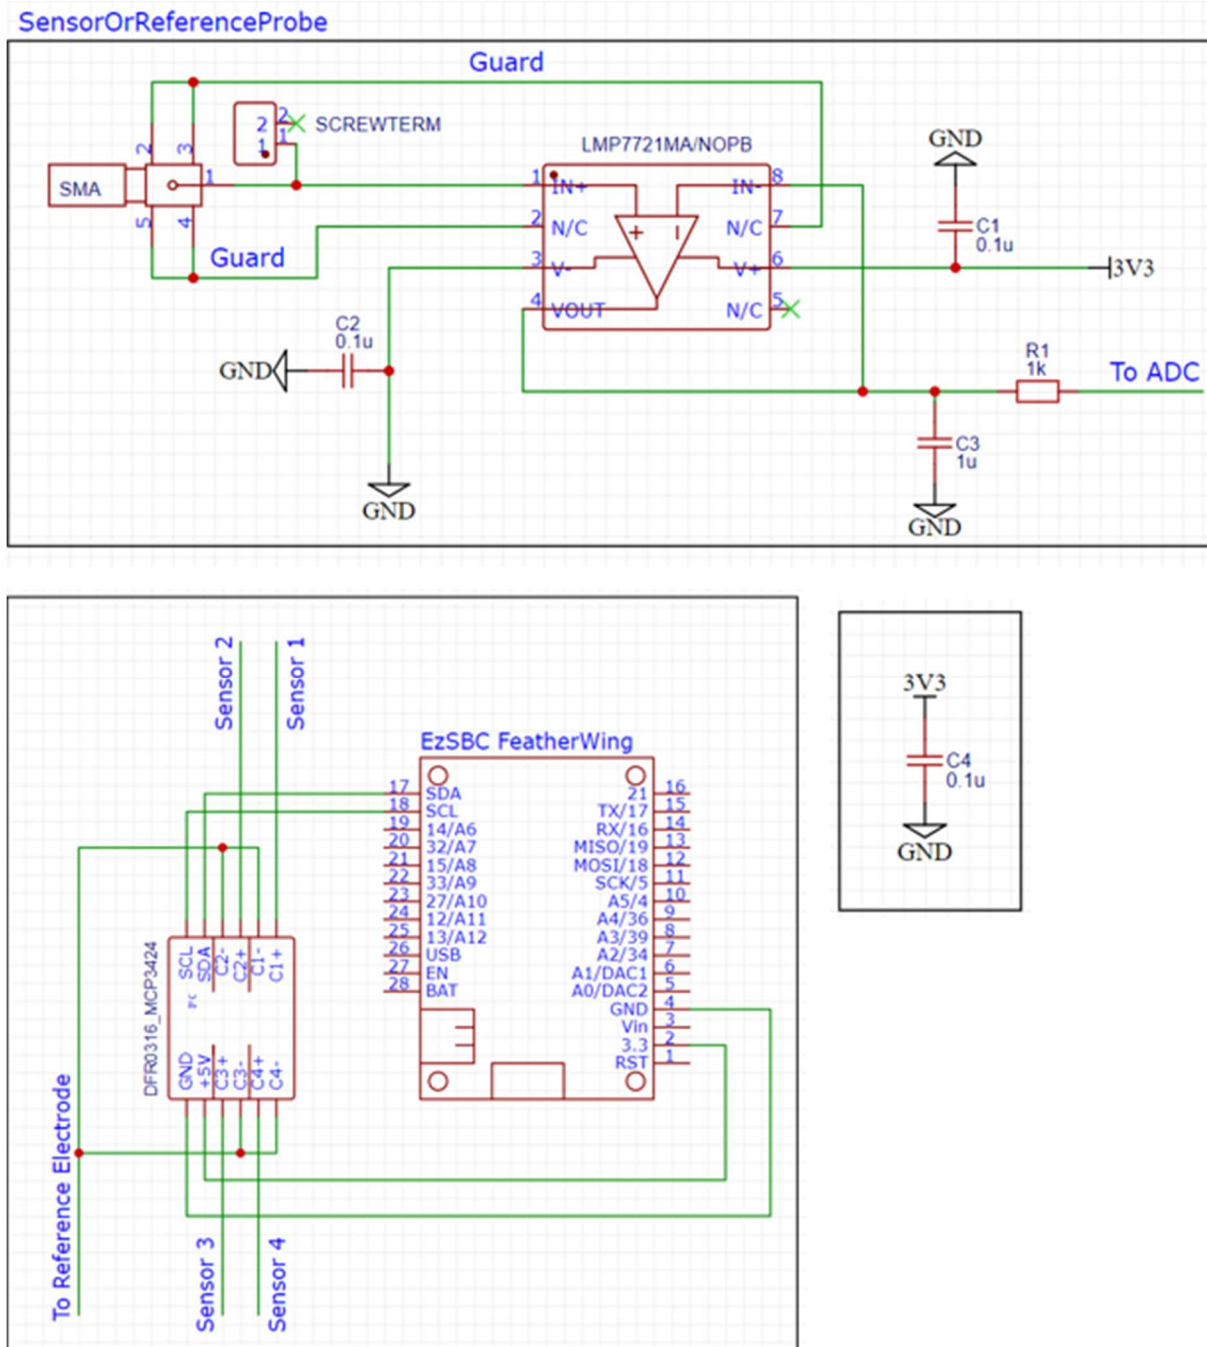 SensorOrReferenceProbe
Guard
SCREWTERM
2
2
1
1
LMP7721MA/NOPB
GND
2
3
SMA
1
1
IN+
IN-
8
C1
0.1u
5
4
Guard
2
N/C
N/C
7
3
V-
V+
6
3V3
4
VOUT
N/C
5
C2
0.1u
GND
R1
1k
To ADC
C3
1u
GND
GND
Sensor 2
Sensor 1
EzSBC FeatherWing
17
SDA
21
16
18
SCL
TX/17
15
19
14/A6
RX/16
14
20
32/A7
MISO/19
13
21
15/A8
MOSI/18
12
22
33/A9
SCK/5
11
23
27/A10
A5/4
10
24
12/A11
A4/36
9
25
13/A12
A3/39
8
26
USB
A2/34
7
27
EN
A1/DAC1
6
28
BAT
A0/DAC2
5
GND
4
Vin
3
3.3
2
RST
1
DFR0316_MCP3424
SCL
SDA
C2-
C2+
C1-
C1+
GND
+5V
C3+
C3-
C4+
C4-
To Reference Electrode
Sensor 3
Sensor 4
3V3
C4
0.1u
GND